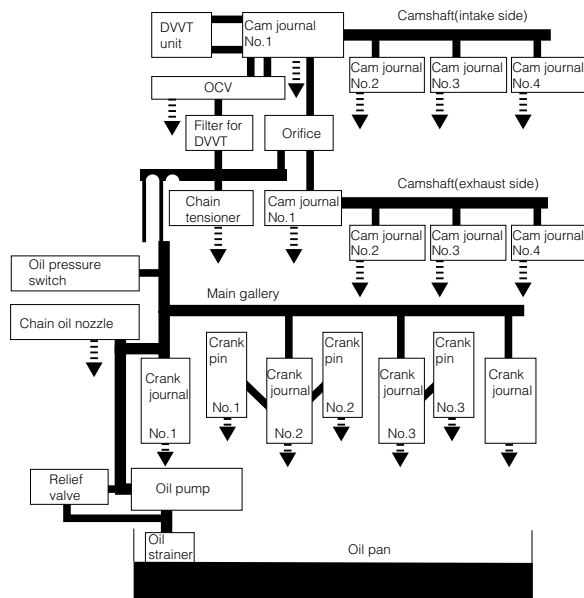 DVVT
unit
Cam journal
No.1
Camshaft(intake side)
Cam journal
No.2
Cam journal
No.3
Cam journal
No.4
OCV
Filter for
DVVT
Orifice
Chain
tensioner
Cam journal
No.1
Camshaft(exhaust side)
Cam journal
No.2
Cam journal
No.3
Cam journal
No.4
Oil pressure
switch
Main gallery
Chain oil nozzle
Crank
journal
No.1
Crank
pin
No.1
Crank
journal
No.2
Crank
pin
No.2
Crank
journal
No.3
Crank
pin
No.3
Crank
journal
Relief
valve
Oil pump
Oil
strainer
Oil pan